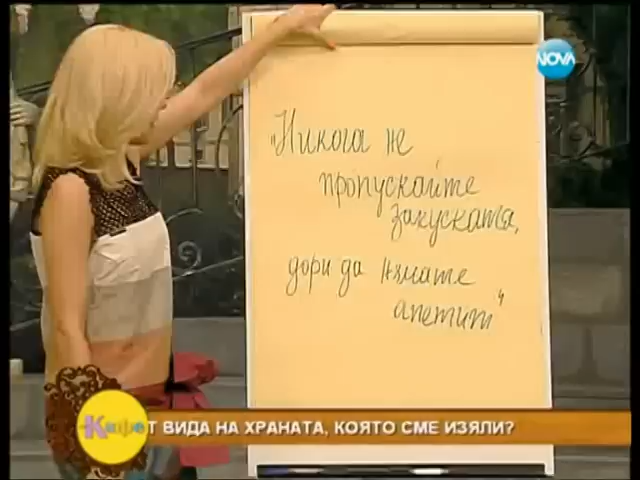 NOVA
„Никога не
пропускайте
закуската,
дори да нямате
апетит"
Кафе
Т ВИДА НА ХРАНАТА, КОЯТО СМЕ ИЗЯЛИ?